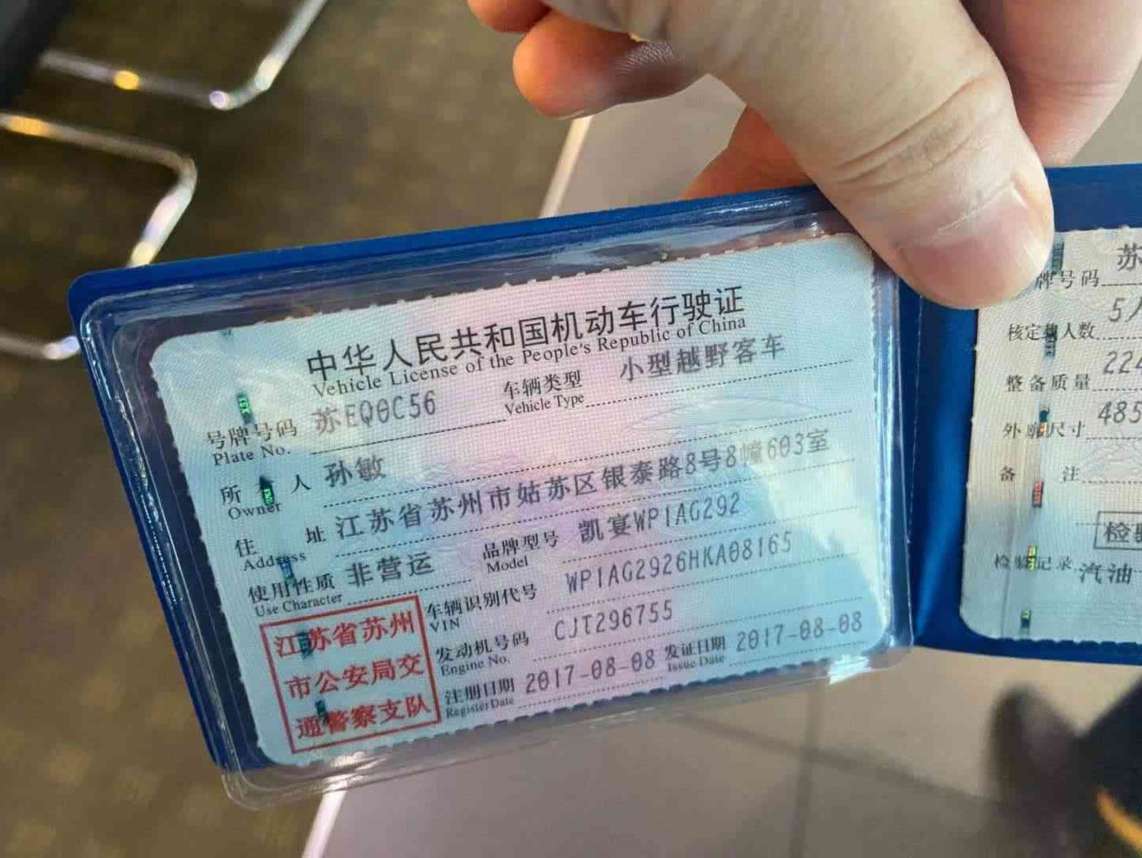 中华人民共和国机动车行驶证
Vehicle License of the People's Republic of China
号牌号码 苏EQ0C56 车辆类型 小型越野客车
Plate No. Vehicle Type
所有人 孙敏
Owner
住址 江苏省苏州市姑苏区银泰路8号8幢603室
Address
使用性质 非营运 品牌型号 凯宴WP1AG292
Use Character Model
车辆识别代号 WP1AG2926HKA08165
VIN
发动机号码 CJT296755
Engine No.
注册日期 2017-08-08 发证日期 2017-08-08
Register Date Issue Date
江苏省苏州
市公安局交
通警察支队
苏
牌号码
核定 人数 5人
整备质量 224
外廓尺寸 485
备注
检验
检验记录 汽油